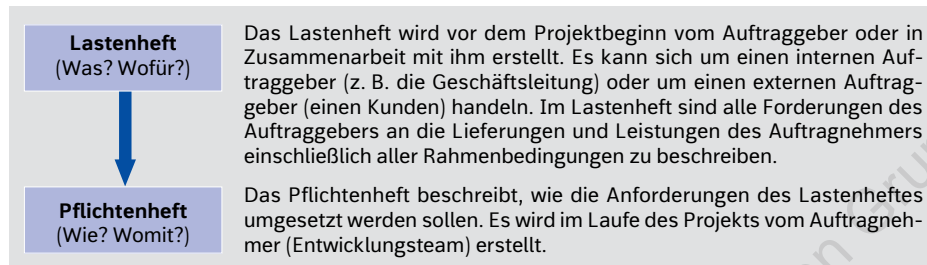 Lastenheft
(Was? Wofür?)
Das Lastenheft wird vor dem Projektbeginn vom Auftraggeber oder in
Zusammenarbeit mit ihm erstellt. Es kann sich um einen internen Auf-
traggeber (z. B. die Geschäftsleitung) oder um einen externen Auftrag-
geber (einen Kunden) handeln. Im Lastenheft sind alle Forderungen des
Auftraggebers an die Lieferungen und Leistungen des Auftragnehmers
einschließlich aller Rahmenbedingungen zu beschreiben.
Pflichtenheft
(Wie? Womit?)
Das Pflichtenheft beschreibt, wie die Anforderungen des Lastenheftes
umgesetzt werden sollen. Es wird im Laufe des Projekts vom Auftragneh-
mer (Entwicklungsteam) erstellt.